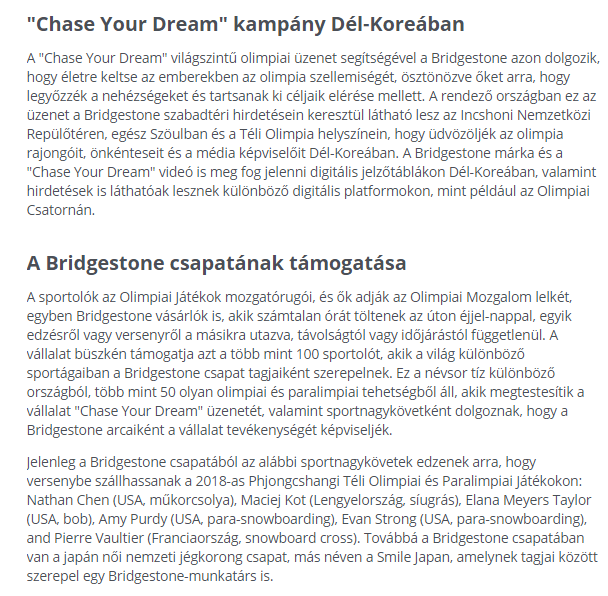 "Chase Your Dream" kampány Dél-Koreában
A "Chase Your Dream" világszintű olimpiai üzenet segítségével a Bridgestone azon dolgozik,
hogy életre keltse az emberekben az olimpia szellemiségét, ösztönözve őket arra, hogy
legyőzzék a nehézségeket és tartsanak ki céljaik elérése mellett. A rendező országban ez az
üzenet a Bridgestone szabadtéri hirdetésein keresztül látható lesz az Incshoni Nemzetközi
Repülőtéren, egész Szöulban és a Téli Olimpia helyszínein, hogy üdvözöljék az olimpia
rajongóit, önkénteseit és a média képviselőit Dél-Koreában. A Bridgestone márka és a
"Chase Your Dream" videó is meg fog jelenni digitális jelzőtáblákon Dél-Koreában, valamint
hirdetések is láthatóak lesznek különböző digitális platformokon, mint például az Olimpiai
Csatornán.
A Bridgestone csapatának támogatása
A sportolók az Olimpiai Játékok mozgatórugói, és ők adják az Olimpiai Mozgalom lelkét,
egyben Bridgestone vásárlók is, akik számtalan órát töltenek az úton éjjel-nappal, egyik
edzésről vagy versenyről a másikra utazva, távolságtól vagy időjárástól függetlenül. A
vállalat büszkén támogatja azt a több mint 100 sportolót, akik a világ különböző
sportágaiban a Bridgestone csapat tagjaiként szerepelnek. Ez a névsor tíz különböző
országból, több mint 50 olyan olimpiai és paralimpiai tehetségből áll, akik megtestesítik a
vállalat "Chase Your Dream" üzenetét, valamint sportnagykövetként dolgoznak, hogy a
Bridgestone arcaiként a vállalat tevékenységét képviseljék.
Jelenleg a Bridgestone csapatából az alábbi sportnagykövetek edzenek arra, hogy
versenybe szállhassanak a 2018-as Phjongcshangi Téli Olimpiai és Paralimpiai Játékokon:
Nathan Chen (USA, műkorcsolya), Maciej Kot (Lengyelország, síugrás), Elana Meyers Taylor
(USA, bob), Amy Purdy (USA, para-snowboarding), Evan Strong (USA, para-snowboarding),
and Pierre Vaultier (Franciaország, snowboard cross). Továbbá a Bridgestone csapatában
van a japán női nemzeti jégkorong csapat, más néven a Smile Japan, amelynek tagjai között
szerepel egy Bridgestone-munkatárs is.